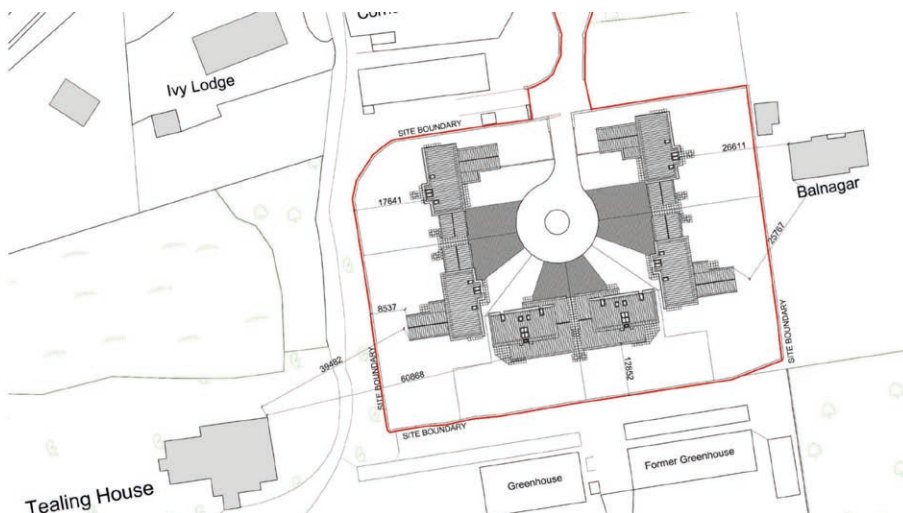 Ivy Lodge
SITE BOUNDARY
26611
Balnagar
17641
25767
8537
39482
60868
12852
SITE BOUNDARY
SITE BOUNDARY
SITE BOUNDARY
Tealing House
Greenhouse
Former Greenhouse